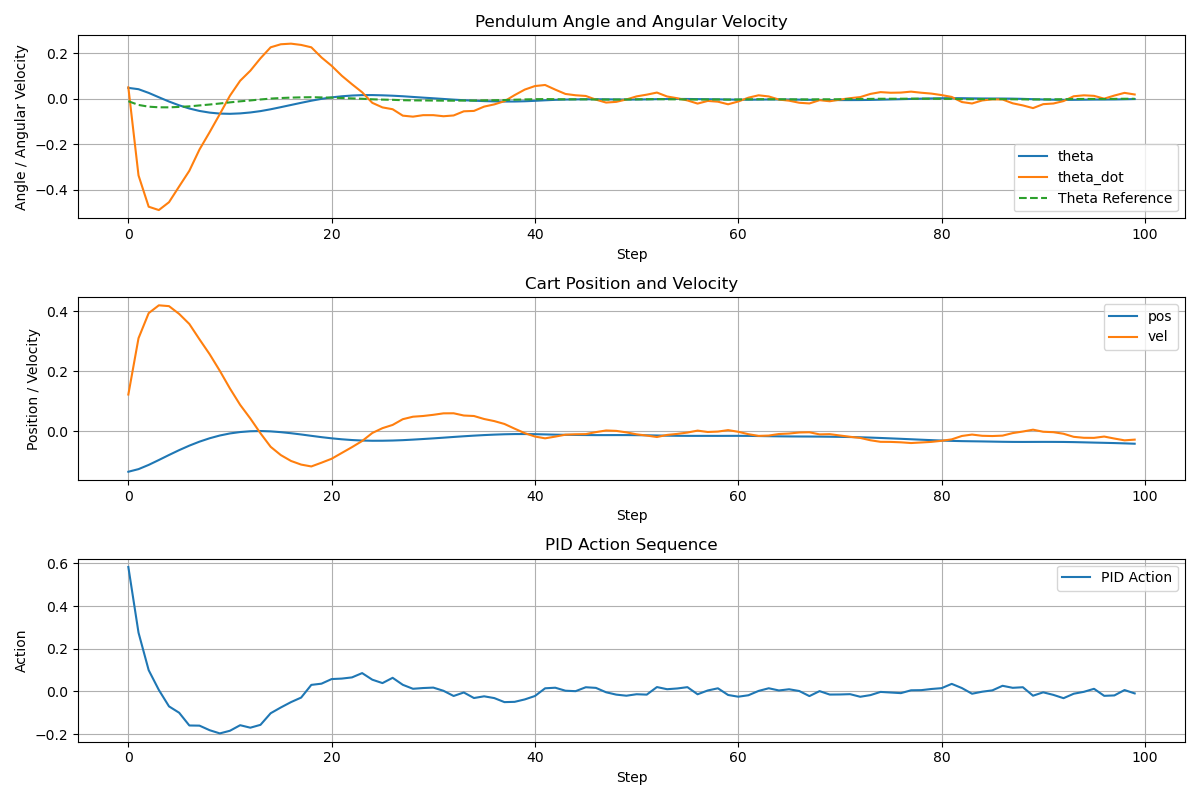 Pendulum Angle and Angular Velocity
Angle / Angular Velocity
0.2
0.0
−0.2
−0.4
theta
theta_dot
Theta Reference
0 20 40 60 80 100
Step
Cart Position and Velocity
Position / Velocity
0.4
0.2
0.0
pos
vel
0 20 40 60 80 100
Step
PID Action Sequence
Action
0.6
0.4
0.2
0.0
−0.2
PID Action
0 20 40 60 80 100
Step